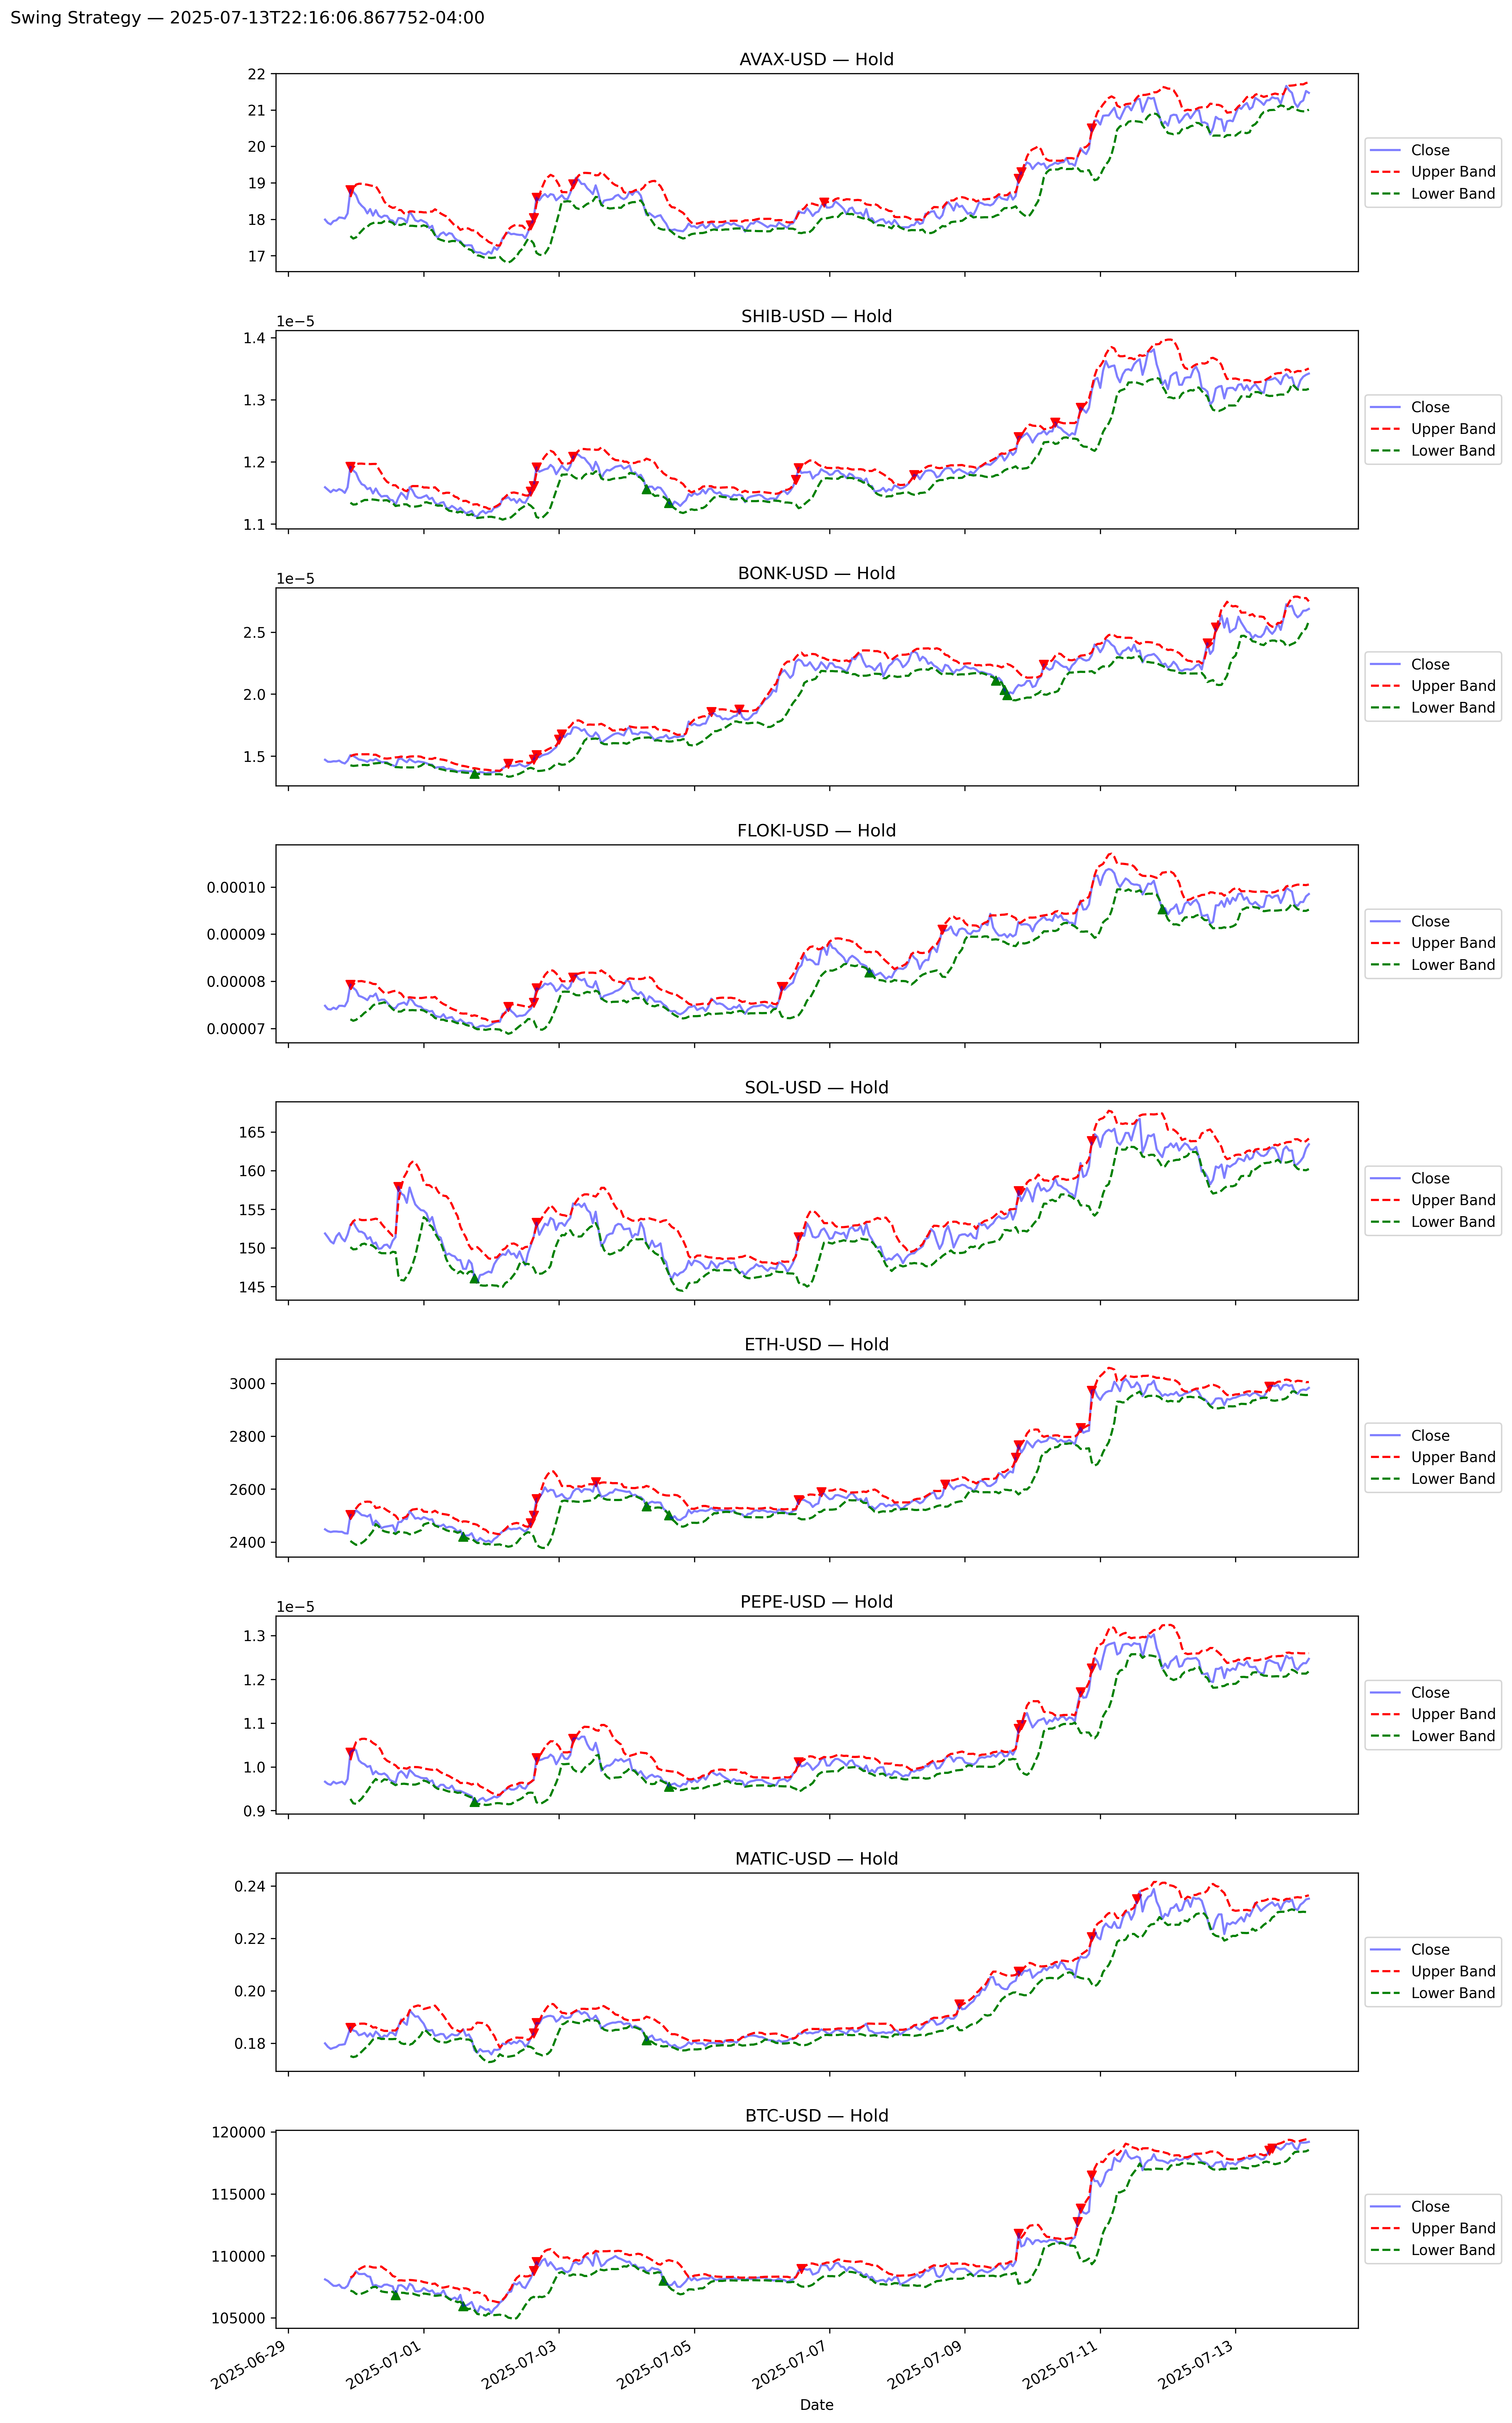 Swing Strategy — 2025-07-13T22:16:06.867752-04:00
AVAX-USD — Hold
22
21
20
19
18
17
Close
Upper Band
Lower Band
SHIB-USD — Hold
1e−5
1.4
1.3
1.2
1.1
Close
Upper Band
Lower Band
BONK-USD — Hold
1e−5
2.5
2.0
1.5
Close
Upper Band
Lower Band
FLOKI-USD — Hold
0.00010
0.00009
0.00008
0.00007
Close
Upper Band
Lower Band
SOL-USD — Hold
165
160
155
150
145
Close
Upper Band
Lower Band
ETH-USD — Hold
3000
2800
2600
2400
Close
Upper Band
Lower Band
PEPE-USD — Hold
1e−5
1.3
1.2
1.1
1.0
0.9
Close
Upper Band
Lower Band
MATIC-USD — Hold
0.24
0.22
0.20
0.18
Close
Upper Band
Lower Band
BTC-USD — Hold
120000
115000
110000
105000
Close
Upper Band
Lower Band
2025-06-29
2025-07-01
2025-07-03
2025-07-05
2025-07-07
2025-07-09
2025-07-11
2025-07-13
Date